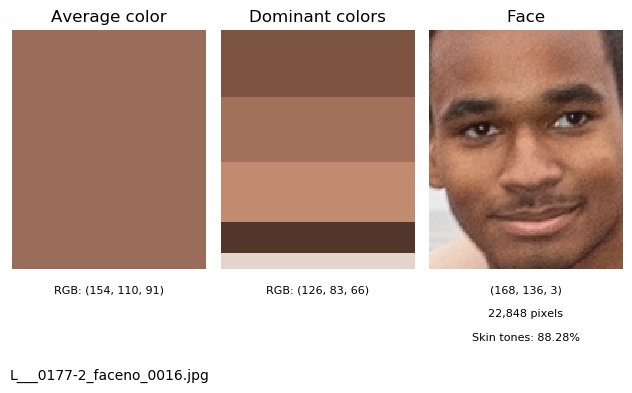 Average color
Dominant colors
Face
RGB: (154, 110, 91)
RGB: (126, 83, 66)
(168, 136, 3)
22,848 pixels
Skin tones: 88.28%
L___0177-2_faceno_0016.jpg